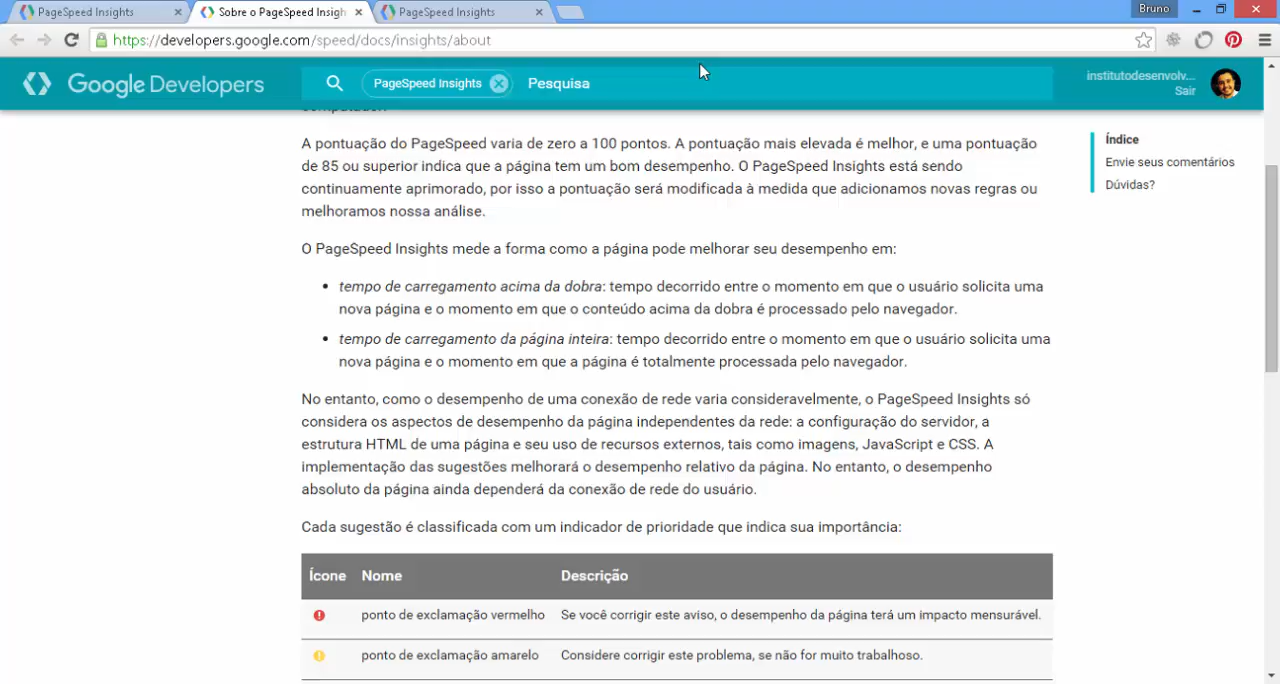 PageSpeed Insights
Sobre o PageSpeed Insigh
PageSpeed Insights
Bruno
https://developers.google.com/speed/docs/insights/about
Google Developers
PageSpeed Insights
Pesquisa
institutodesenvolv...
Sair
A pontuação do PageSpeed varia de zero a 100 pontos. A pontuação mais elevada é melhor, e uma pontuação
de 85 ou superior indica que a página tem um bom desempenho. O PageSpeed Insights está sendo
continuamente aprimorado, por isso a pontuação será modificada à medida que adicionamos novas regras ou
melhoramos nossa análise.
O PageSpeed Insights mede a forma como a página pode melhorar seu desempenho em:
• tempo de carregamento acima da dobra: tempo decorrido entre o momento em que o usuário solicita uma
nova página e o momento em que o conteúdo acima da dobra é processado pelo navegador.
• tempo de carregamento da página inteira: tempo decorrido entre o momento em que o usuário solicita uma
nova página e o momento em que a página é totalmente processada pelo navegador.
No entanto, como o desempenho de uma conexão de rede varia consideravelmente, o PageSpeed Insights só
considera os aspectos de desempenho da página independentes da rede: a configuração do servidor, a
estrutura HTML de uma página e seu uso de recursos externos, tais como imagens, JavaScript e CSS. A
implementação das sugestões melhorará o desempenho relativo da página. No entanto, o desempenho
absoluto da página ainda dependerá da conexão de rede do usuário.
Cada sugestão é classificada com um indicador de prioridade que indica sua importância:
Ícone Nome Descrição
ponto de exclamação vermelho Se você corrigir este aviso, o desempenho da página terá um impacto mensurável.
ponto de exclamação amarelo Considere corrigir este problema, se não for muito trabalhoso.
Índice
Envie seus comentários
Dúvidas?